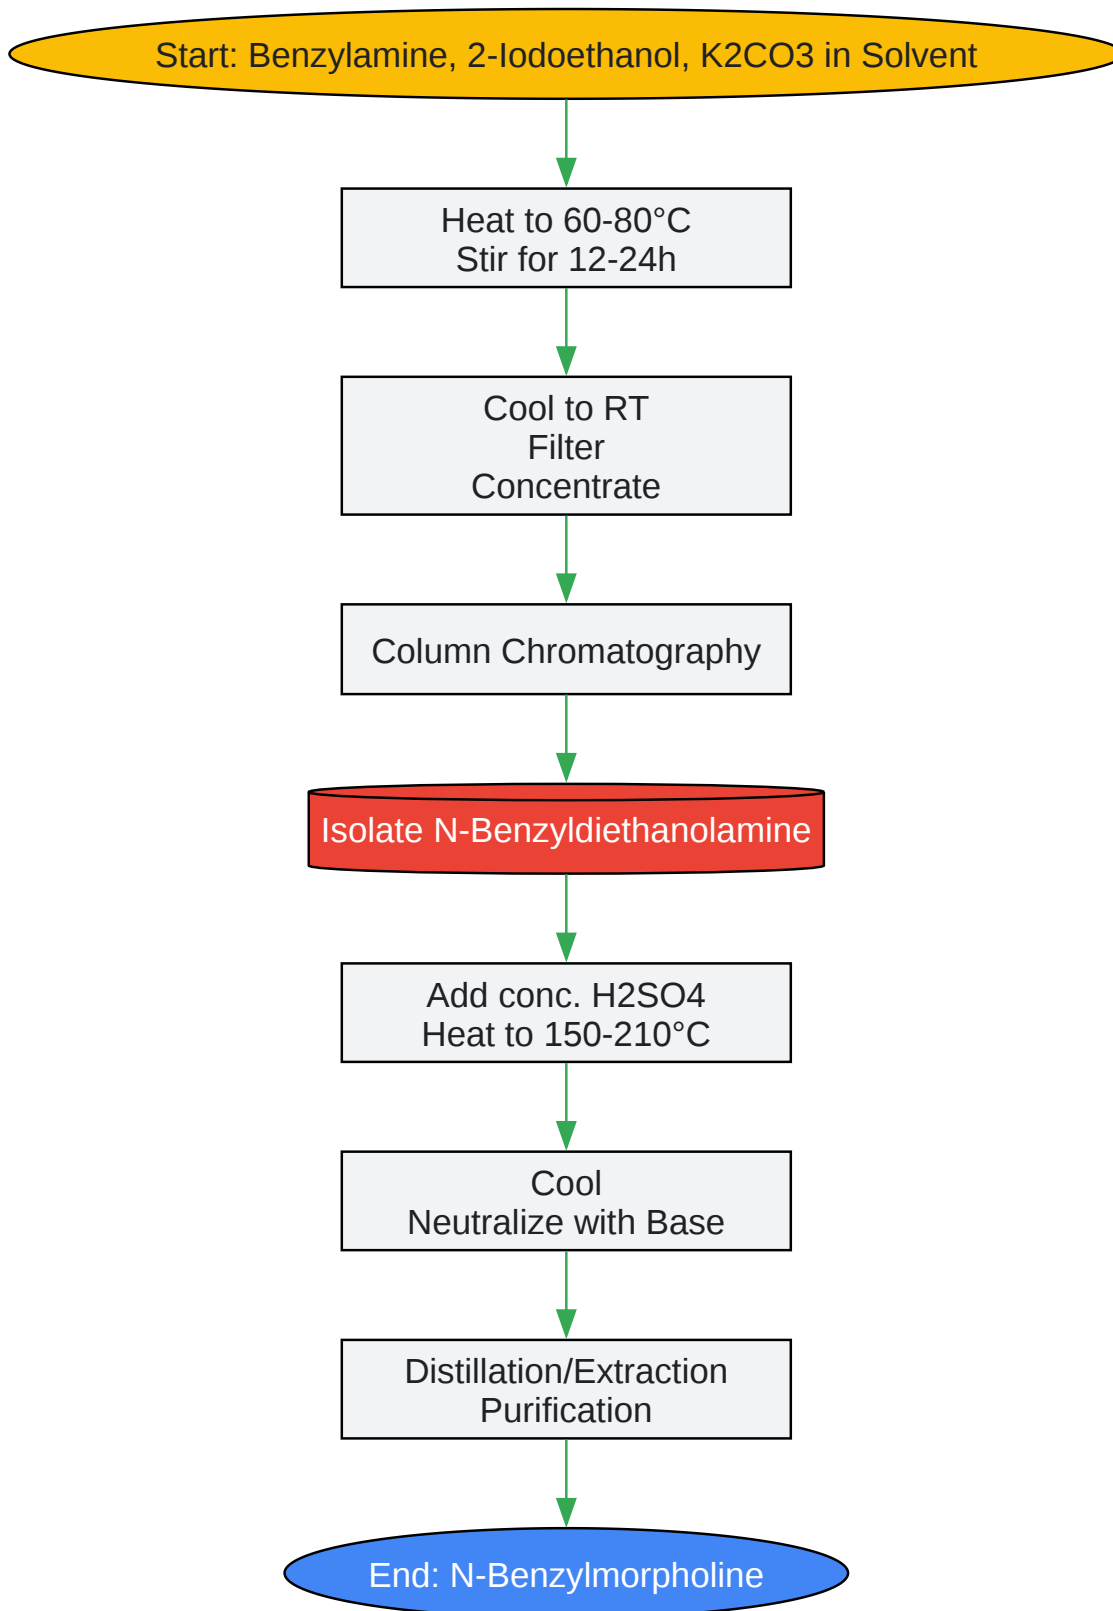 Start: Benzylamine, 2-Iodoethanol, K2CO3 in Solvent
Heat to 60-80°C
Stir for 12-24h
Cool to RT
Filter
Concentrate
Column Chromatography
Isolate N-Benzyldiethanolamine
Add conc. H2SO4
Heat to 150-210°C
Cool
Neutralize with Base
Distillation/Extraction
Purification
End: N-Benzylmorpholine